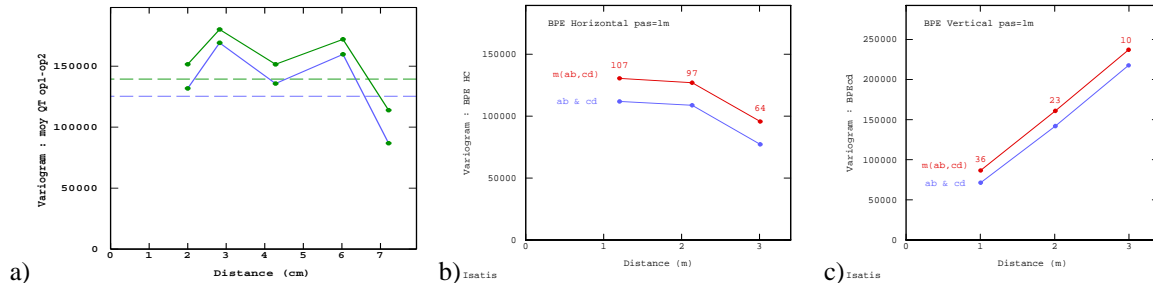 a)
Variogram : moy QT op1-op2
150000
100000
50000
0
0 1 2 3 4 5 6 7
Distance (cm)
b)
BPE Horizontal pas=1m
Variogram : BPE HC
150000
100000
50000
0
m(ab,cd)
107
97
64
ab & cd
0 1 2 3
Distance (m)
Isatis
c)
BPE Vertical pas=1m
Variogram : BPEcd
250000
200000
150000
100000
50000
0
10
23
36
m(ab,cd)
ab & cd
0 1 2 3
Distance (m)
Isatis